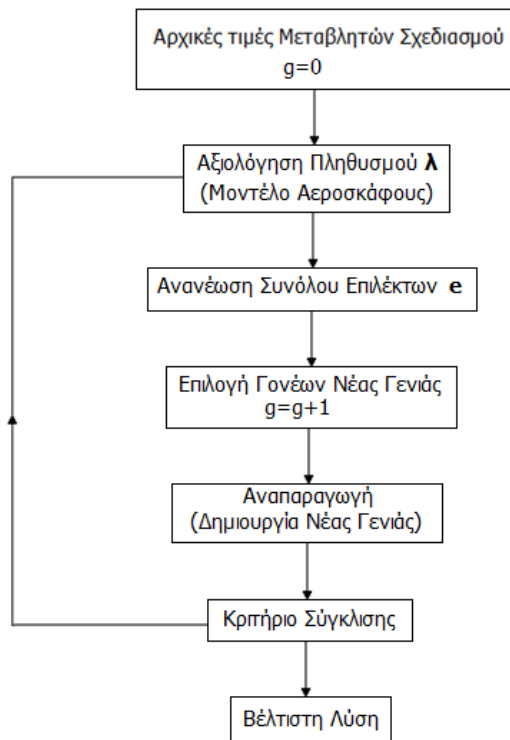 Αρχικές τιμές Μεταβλητών Σχεδιασμού
g=0
Αξιολόγηση Πληθυσμού λ
(Μοντέλο Αεροσκάφους)
Ανανέωση Συνόλου Επιλέκτων e
Επιλογή Γονέων Νέας Γενιάς
g=g+1
Αναπαραγωγή
(Δημιουργία Νέας Γενιάς)
Κριτήριο Σύγκλισης
Βέλτιστη Λύση